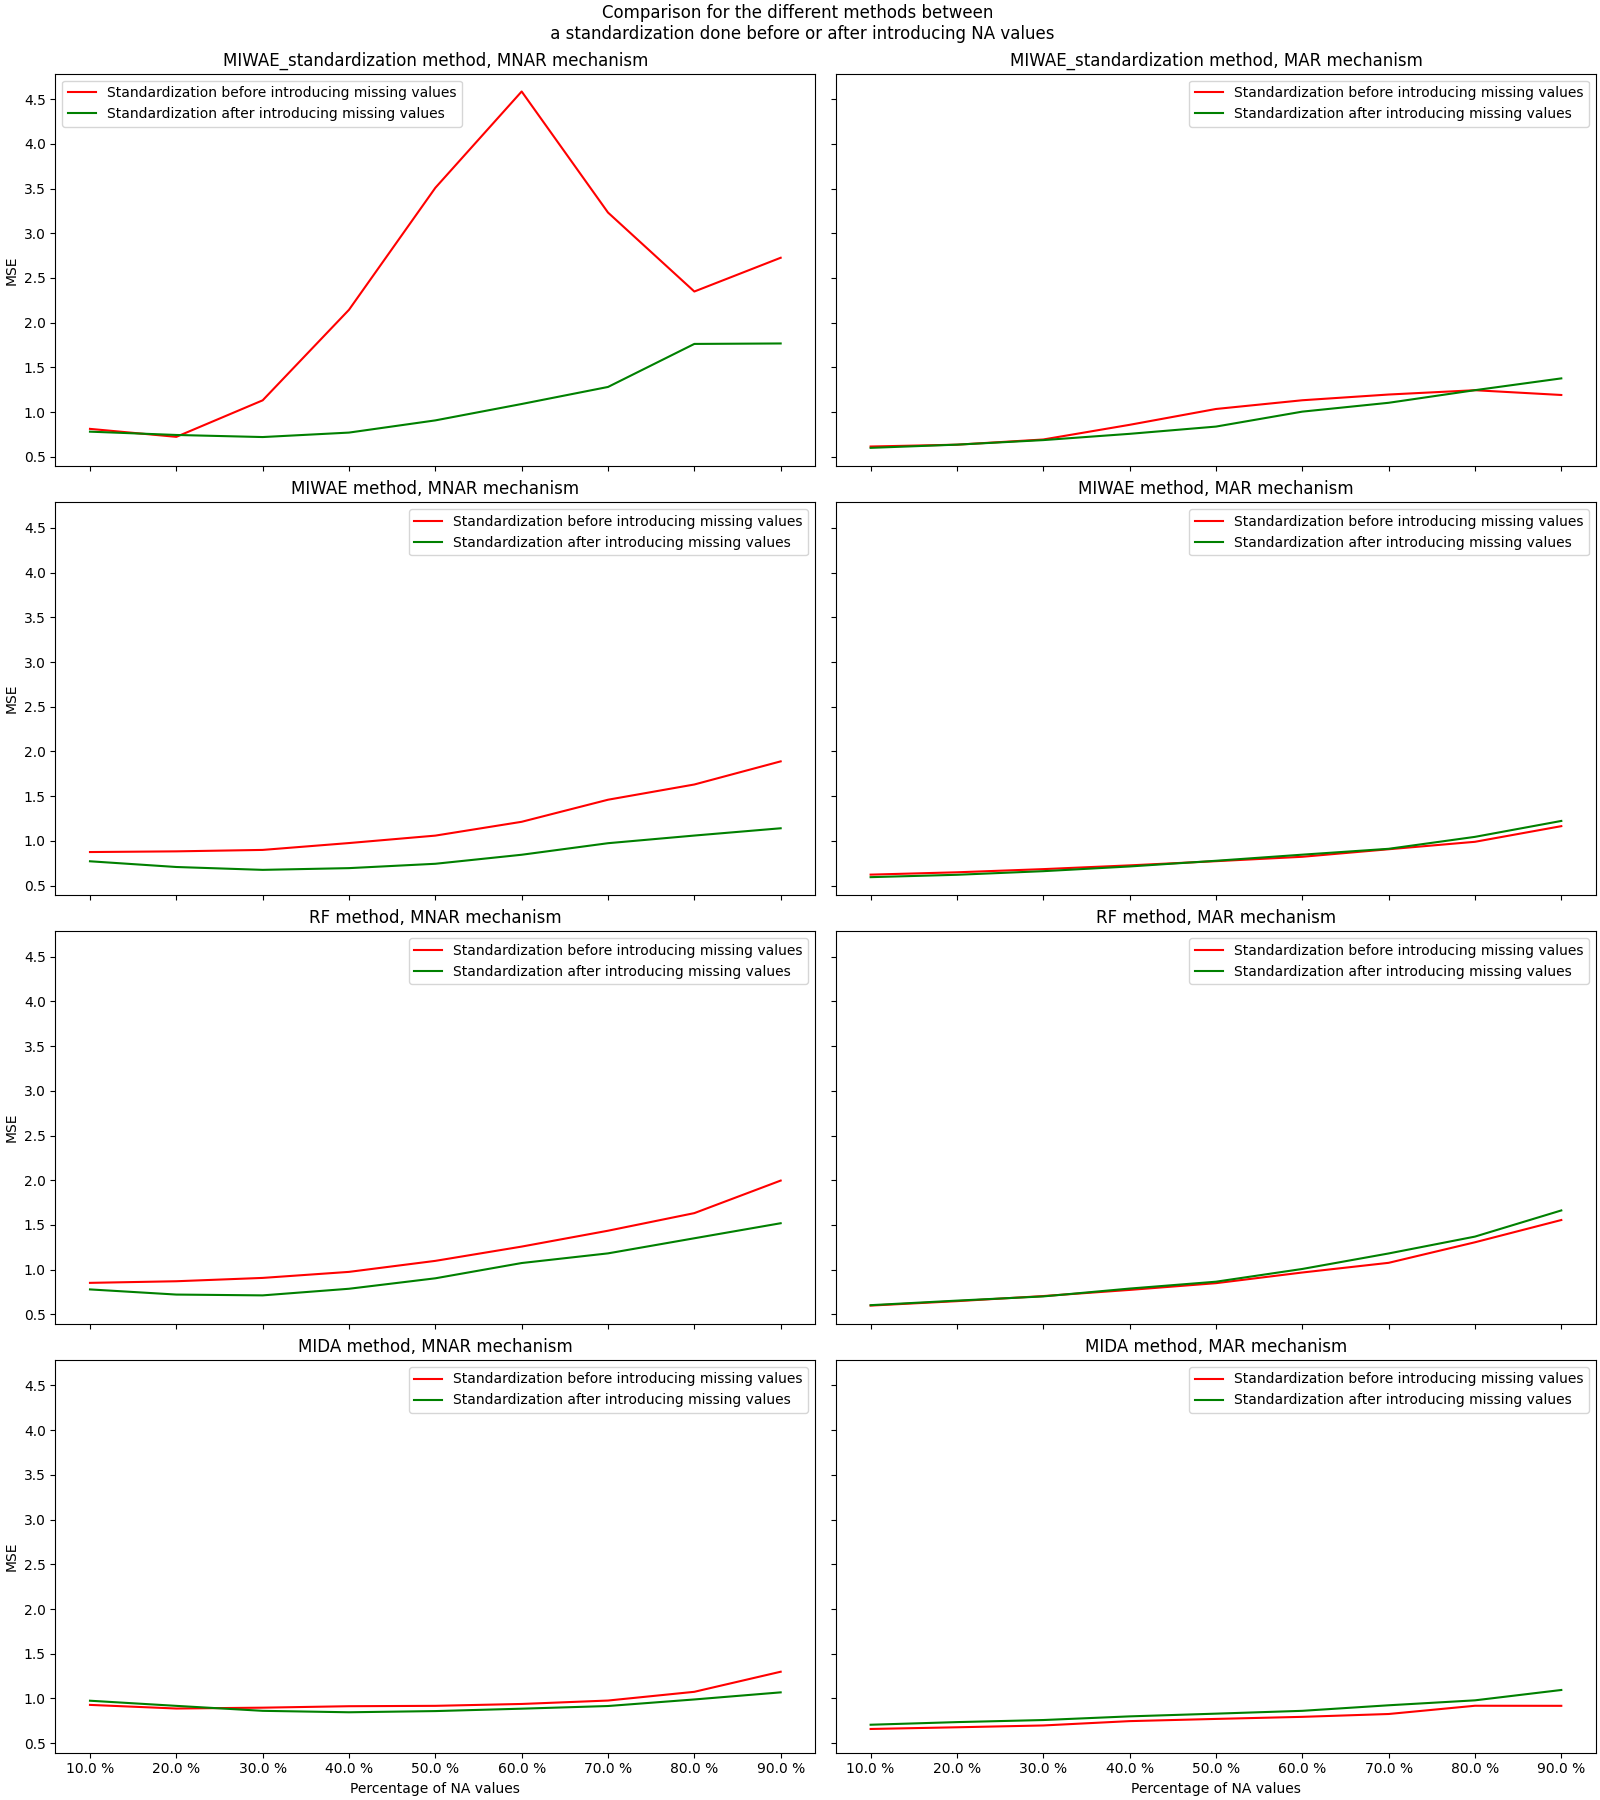 Comparison for the different methods between
a standardization done before or after introducing NA values
MIWAE_standardization method, MNAR mechanism
Standardization before introducing missing values
Standardization after introducing missing values
MSE
4.5
4.0
3.5
3.0
2.5
2.0
1.5
1.0
0.5
MIWAE_standardization method, MAR mechanism
Standardization before introducing missing values
Standardization after introducing missing values
MIWAE method, MNAR mechanism
Standardization before introducing missing values
Standardization after introducing missing values
MSE
4.5
4.0
3.5
3.0
2.5
2.0
1.5
1.0
0.5
MIWAE method, MAR mechanism
Standardization before introducing missing values
Standardization after introducing missing values
RF method, MNAR mechanism
Standardization before introducing missing values
Standardization after introducing missing values
MSE
4.5
4.0
3.5
3.0
2.5
2.0
1.5
1.0
0.5
RF method, MAR mechanism
Standardization before introducing missing values
Standardization after introducing missing values
MIDA method, MNAR mechanism
Standardization before introducing missing values
Standardization after introducing missing values
MSE
4.5
4.0
3.5
3.0
2.5
2.0
1.5
1.0
0.5
10.0 % 20.0 % 30.0 % 40.0 % 50.0 % 60.0 % 70.0 % 80.0 % 90.0 %
Percentage of NA values
MIDA method, MAR mechanism
Standardization before introducing missing values
Standardization after introducing missing values
10.0 % 20.0 % 30.0 % 40.0 % 50.0 % 60.0 % 70.0 % 80.0 % 90.0 %
Percentage of NA values